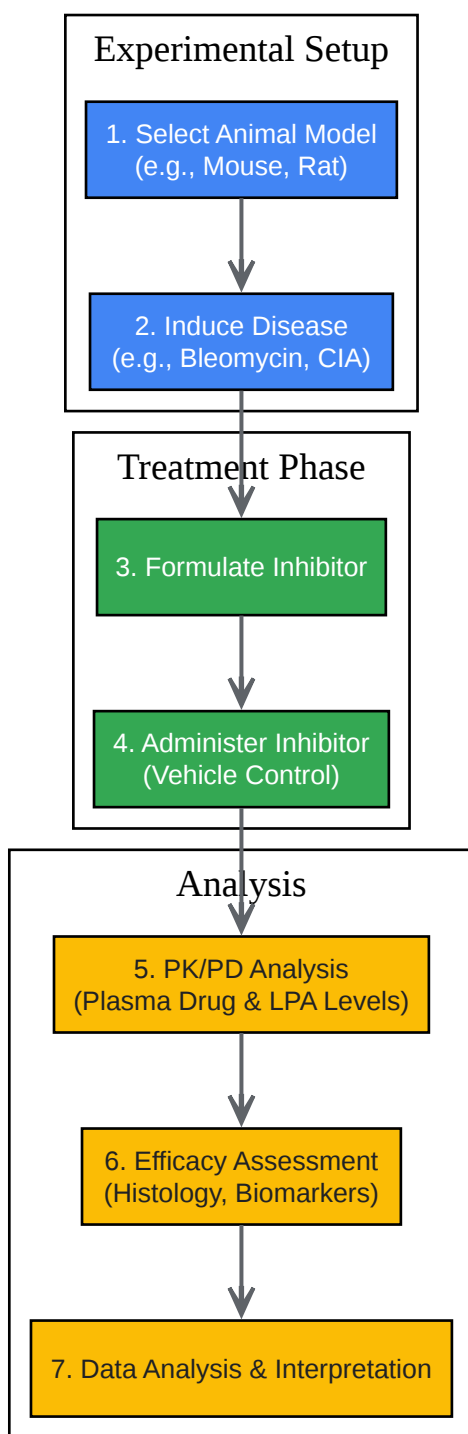 Experimental Setup
1. Select Animal Model
(e.g., Mouse, Rat)
2. Induce Disease
(e.g., Bleomycin, CIA)
Treatment Phase
3. Formulate Inhibitor
4. Administer Inhibitor
(Vehicle Control)
Analysis
5. PK/PD Analysis
(Plasma Drug & LPA Levels)
6. Efficacy Assessment
(Histology, Biomarkers)
7. Data Analysis & Interpretation